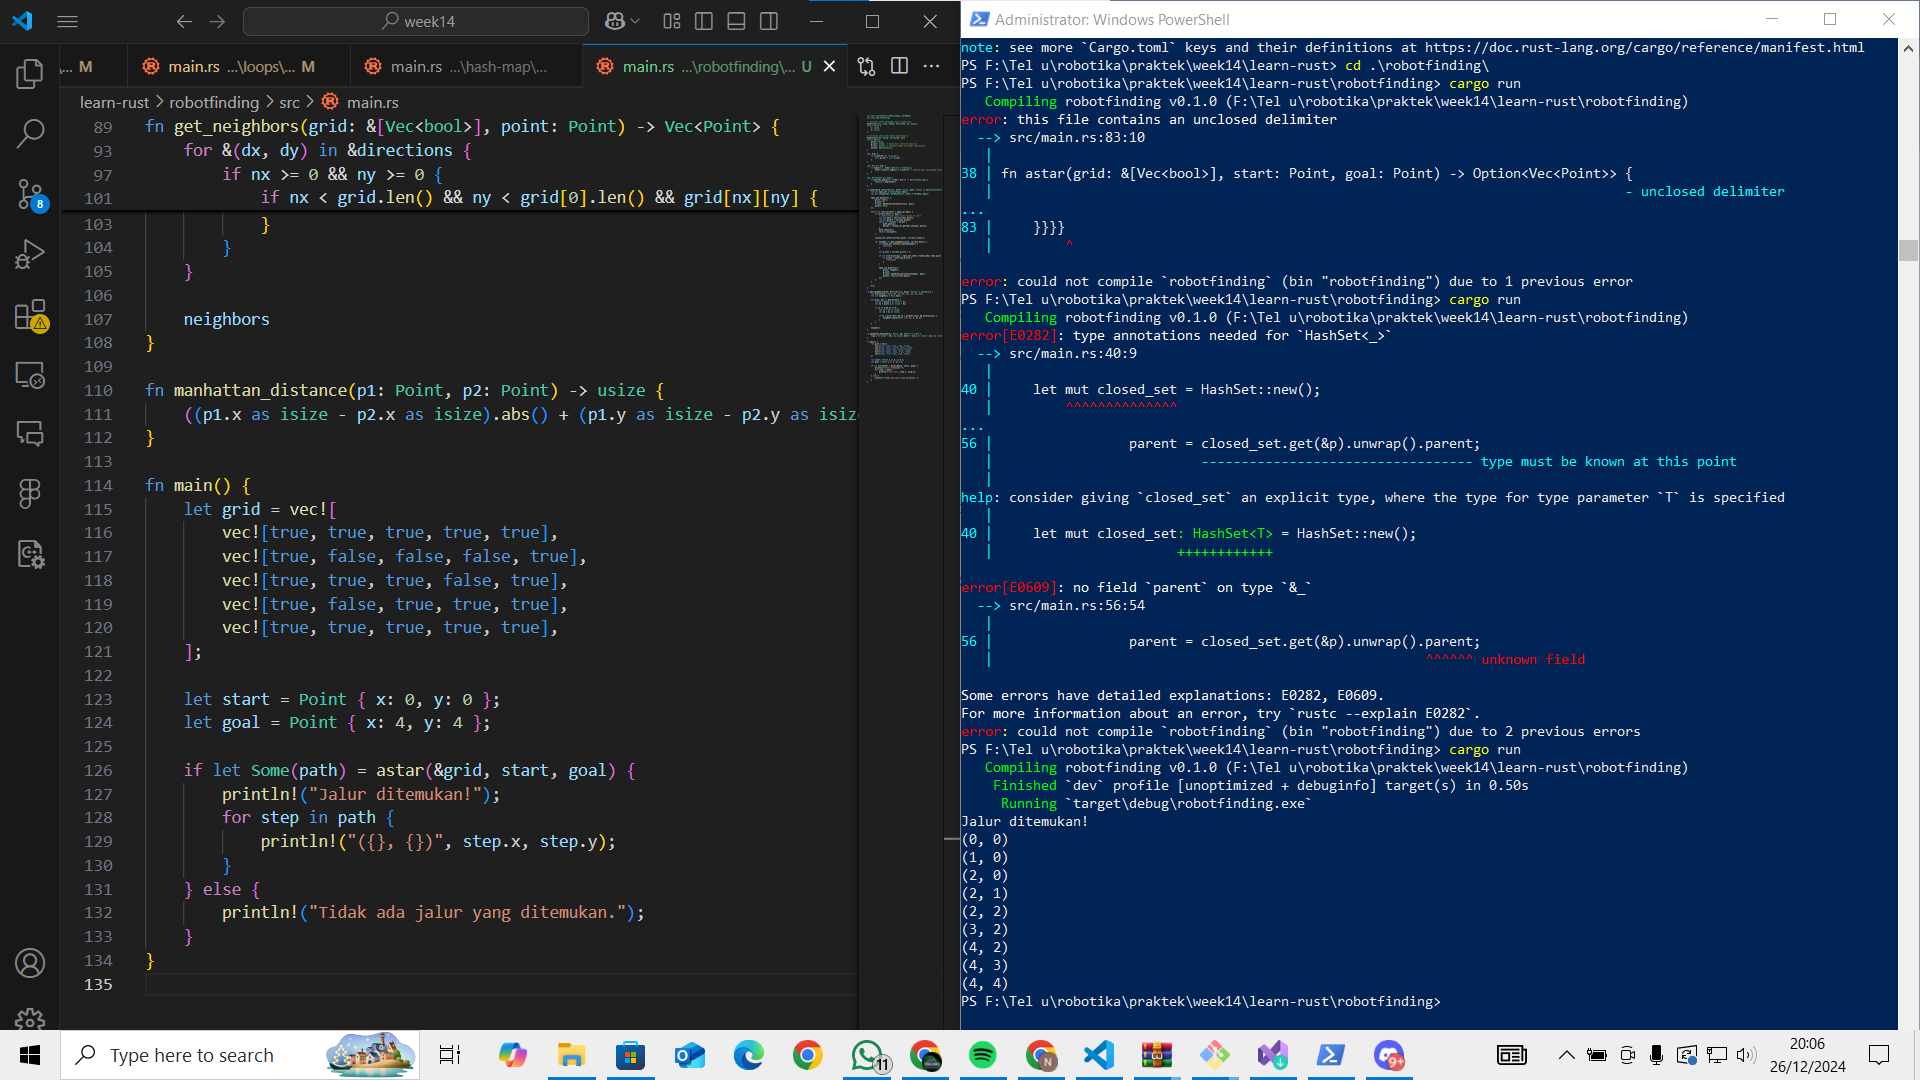 week14
Administrator: Windows PowerShell
...\... M
main.rs ...\loops\... M
main.rs ...\hash-map\...
main.rs ...\robotfinding\... U
learn-rust > robotfinding > src > main.rs
89 fn get_neighbors(grid: &[Vec<bool>], point: Point) -> Vec<Point> {
93 for &(dx, dy) in &directions {
97 if nx >= 0 && ny >= 0 {
101 if nx < grid.len() && ny < grid[0].len() && grid[nx][ny] {
103 }
104 }
105 }
106
107 neighbors
108 }
109
110 fn manhattan_distance(p1: Point, p2: Point) -> usize {
111 ((p1.x as isize - p2.x as isize).abs() + (p1.y as isize - p2.y as isiz
112 }
113
114 fn main() {
115 let grid = vec![
116 vec![true, true, true, true, true],
117 vec![true, false, false, false, true],
118 vec![true, true, true, false, true],
119 vec![true, false, true, true, true],
120 vec![true, true, true, true, true],
121 ];
122
123 let start = Point { x: 0, y: 0 };
124 let goal = Point { x: 4, y: 4 };
125
126 if let Some(path) = astar(&grid, start, goal) {
127 println!("Jalur ditemukan!");
128 for step in path {
129 println!("({}, {})", step.x, step.y);
130 }
131 } else {
132 println!("Tidak ada jalur yang ditemukan.");
133 }
134 }
135
8
note: see more `Cargo.toml` keys and their definitions at https://doc.rust-lang.org/cargo/reference/manifest.html
PS F:\Tel u\robotika\praktek\week14\learn-rust> cd .\robotfinding\
PS F:\Tel u\robotika\praktek\week14\learn-rust\robotfinding> cargo run
Compiling robotfinding v0.1.0 (F:\Tel u\robotika\praktek\week14\learn-rust\robotfinding)
error: this file contains an unclosed delimiter
--> src/main.rs:83:10
|
38 | fn astar(grid: &[Vec<bool>], start: Point, goal: Point) -> Option<Vec<Point>> {
| - unclosed delimiter
...
83 | }}}}
| ^
error: could not compile `robotfinding` (bin "robotfinding") due to 1 previous error
PS F:\Tel u\robotika\praktek\week14\learn-rust\robotfinding> cargo run
Compiling robotfinding v0.1.0 (F:\Tel u\robotika\praktek\week14\learn-rust\robotfinding)
error[E0282]: type annotations needed for `HashSet<_>`
--> src/main.rs:40:9
|
40 | let mut closed_set = HashSet::new();
| ^^^^^^^^^^^^^^
...
56 | parent = closed_set.get(&p).unwrap().parent;
| ---------------------------------- type must be known at this point
|
help: consider giving `closed_set` an explicit type, where the type for type parameter `T` is specified
|
40 | let mut closed_set: HashSet<T> = HashSet::new();
| ++++++++++++
error[E0609]: no field `parent` on type `&_`
--> src/main.rs:56:54
|
56 | parent = closed_set.get(&p).unwrap().parent;
| ^^^^^^ unknown field
Some errors have detailed explanations: E0282, E0609.
For more information about an error, try `rustc --explain E0282`.
error: could not compile `robotfinding` (bin "robotfinding") due to 2 previous errors
PS F:\Tel u\robotika\praktek\week14\learn-rust\robotfinding> cargo run
Compiling robotfinding v0.1.0 (F:\Tel u\robotika\praktek\week14\learn-rust\robotfinding)
Finished `dev` profile [unoptimized + debuginfo] target(s) in 0.50s
Running `target\debug\robotfinding.exe`
Jalur ditemukan!
(0, 0)
(1, 0)
(2, 0)
(2, 1)
(2, 2)
(3, 2)
(4, 2)
(4, 3)
(4, 4)
PS F:\Tel u\robotika\praktek\week14\learn-rust\robotfinding>
Type here to search
11
N
9+
20:06
26/12/2024